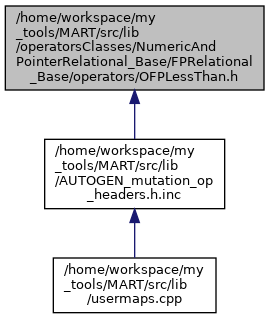 /home/workspace/my
_tools/MART/src/lib
/operatorsClasses/NumericAnd
PointerRelational_Base/FPRelational
_Base/operators/OFPLessThan.h
/home/workspace/my
_tools/MART/src/lib
/AUTOGEN_mutation_op
_headers.h.inc
/home/workspace/my
_tools/MART/src/lib
/usermaps.cpp